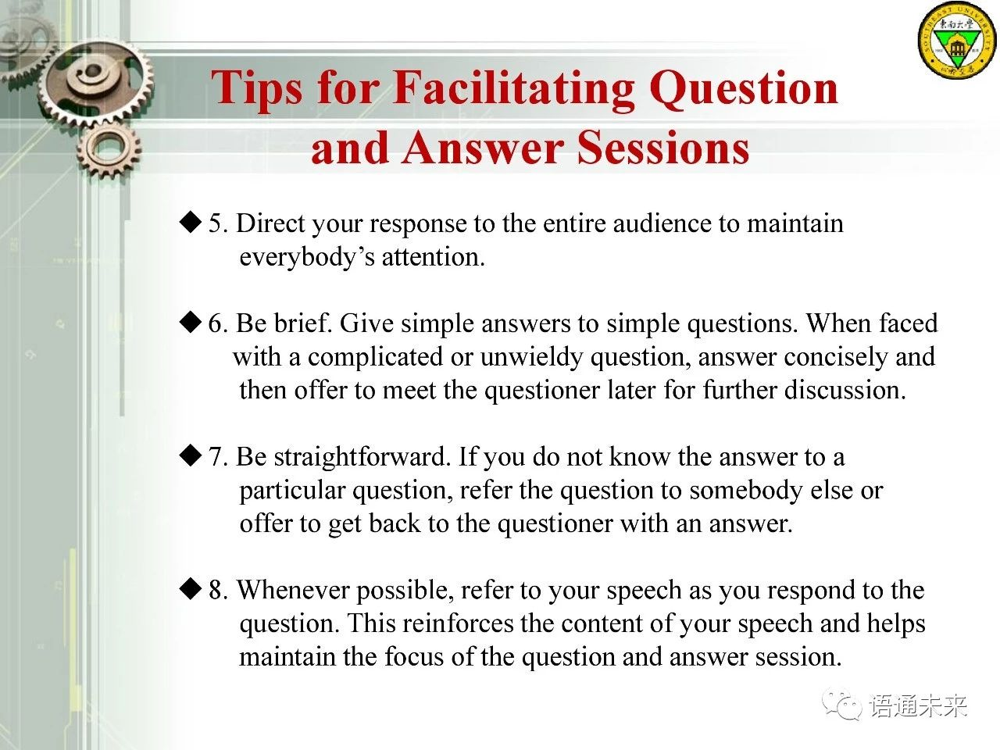 Tips for Facilitating Question
and Answer Sessions
◆ 5. Direct your response to the entire audience to maintain
everybody’s attention.
◆ 6. Be brief. Give simple answers to simple questions. When faced
with a complicated or unwieldy question, answer concisely and
then offer to meet the questioner later for further discussion.
◆ 7. Be straightforward. If you do not know the answer to a
particular question, refer the question to somebody else or
offer to get back to the questioner with an answer.
◆ 8. Whenever possible, refer to your speech as you respond to the
question. This reinforces the content of your speech and helps
maintain the focus of the question and answer session.
SOUTHEAST UNIVERSITY
语通未来